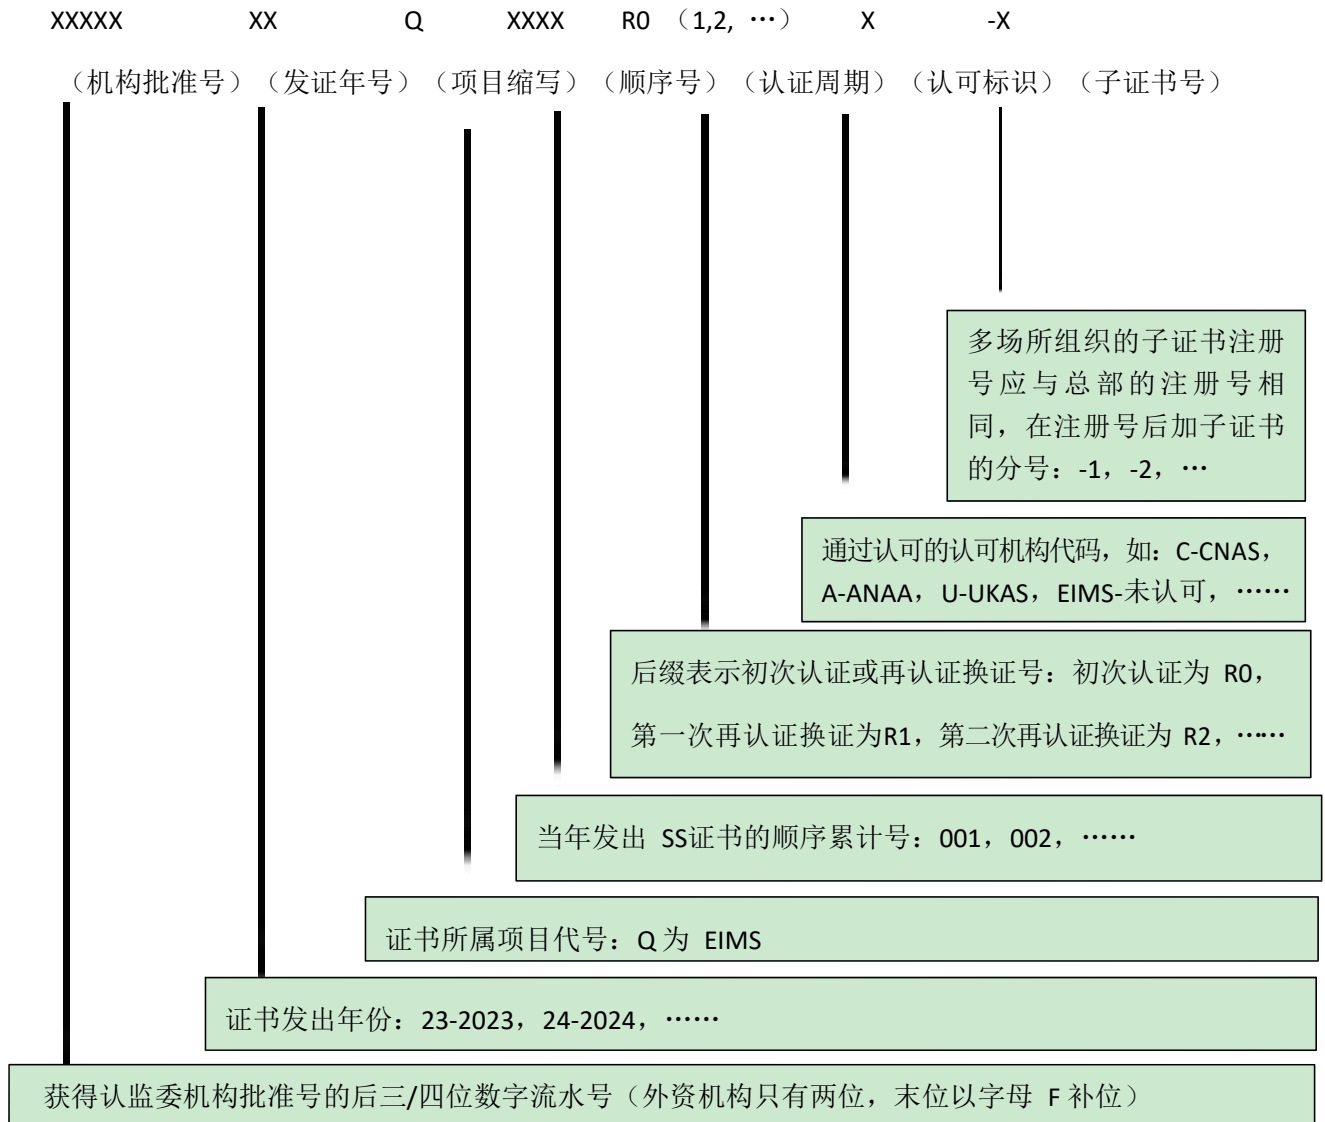 XXXXX XX Q XXXX R0 （1,2, …） X -X
（机构批准号）（发证年号）（项目缩写）（顺序号）（认证周期）（认可标识）（子证书号）
多场所组织的子证书注册
号应与总部的注册号相
同，在注册号后加子证书
的分号：-1，-2，…
通过认可的认可机构代码，如：C-CNAS，
A-ANAA，U-UKAS，EIMS-未认可，……
后缀表示初次认证或再认证换证号：初次认证为 R0，
第一次再认证换证为R1，第二次再认证换证为 R2，……
当年发出 SS证书的顺序累计号：001，002，……
证书所属项目代号：Q 为 EIMS
证书发出年份：23-2023，24-2024，……
获得认监委机构批准号的后三/四位数字流水号（外资机构只有两位，末位以字母 F 补位）